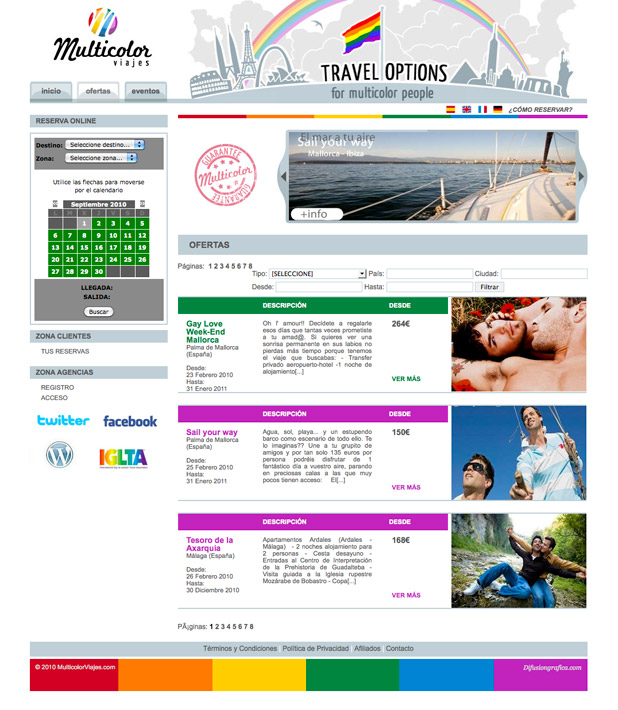 Multicolor
viajes
TRAVEL OPTIONS
for multicolor people
inicio
ofertas
eventos
¿CÓMO RESERVAR?
RESERVA ONLINE
Destino: Seleccione destino...
Zona: Seleccione zona...
Utilice las flechas para moverse
por el calendario
Septiembre 2010
L M M J V S D
1 2 3 4 5
6 7 8 9 10 11 12
13 14 15 16 17 18 19
20 21 22 23 24 25 26
27 28 29 30
LLEGADA:
SALIDA:
Buscar
ZONA CLIENTES
TUS RESERVAS
ZONA AGENCIAS
REGISTRO
ACCESO
twitter
facebook
IGLTA
GUARANTEE
Multicolor
GUARANTEE
El mar a tu aire
Sail your way
Mallorca - ibiza
+info
OFERTAS
Páginas: 1 2 3 4 5 6 7 8
Tipo: [SELECCIONE] País: Ciudad:
Desde: Hasta: Filtrar
DESCRIPCIÓN DESDE
Gay Love
Week-End
Mallorca
Palma de Mallorca
(España)
Desde:
23 Febrero 2010
Hasta:
31 Enero 2011
Oh l' amour!! Decídete a regalarle
esos días que tantas veces prometiste
a tu amad@. Si quieres ver una
sonrisa permanente en sus labios no
pierdas más tiempo porque tenemos
el viaje que buscabas: - Transfer
privado aeropuerto-hotel -1 noche de
alojamiento[...]
264€
VER MÁS
DESCRIPCIÓN DESDE
Sail your way
Palma de Mallorca
(España)
Desde:
25 Febrero 2010
Hasta:
31 Enero 2011
Agua, sol, playa... y un estupendo
barco como escenario de todo ello. Te
lo imaginas?? Une a tu grupito de
amigos y por tan solo 135 euros por
persona podréis disfrutar de 1
fantástico día a vuestro aire, parando
en preciosas calas a las que muy
pocos tienen acceso: El[...]
150€
VER MÁS
DESCRIPCIÓN DESDE
Tesoro de la
Axarquia
Málaga (España)
Desde:
26 Febrero 2010
Hasta:
30 Diciembre 2010
Apartamentos Ardales (Ardales -
Málaga) - 2 noches alojamiento para
2 personas - Cesta desayuno -
Entradas al Centro de Interpretación
de la Prehistoria de Guadalteba -
Visita guiada a la Iglesia rupestre
Mozárabe de Bobastro - Copa[...]
168€
VER MÁS
PÃ¡ginas: 1 2 3 4 5 6 7 8
Términos y Condiciones | Política de Privacidad | Afiliados | Contacto
© 2010 MulticolorViajes.com
Difusiongrafica.com